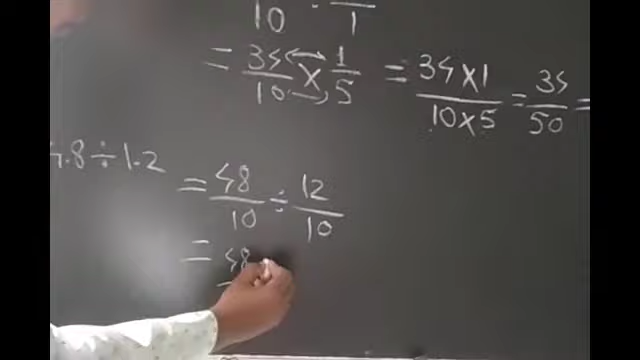 10 ÷ 1
= 35/10 × 1/5 = 35×1/10×5 = 35/50 =
4.8 ÷ 1.2 = 48/10 ÷ 12/10
= 48